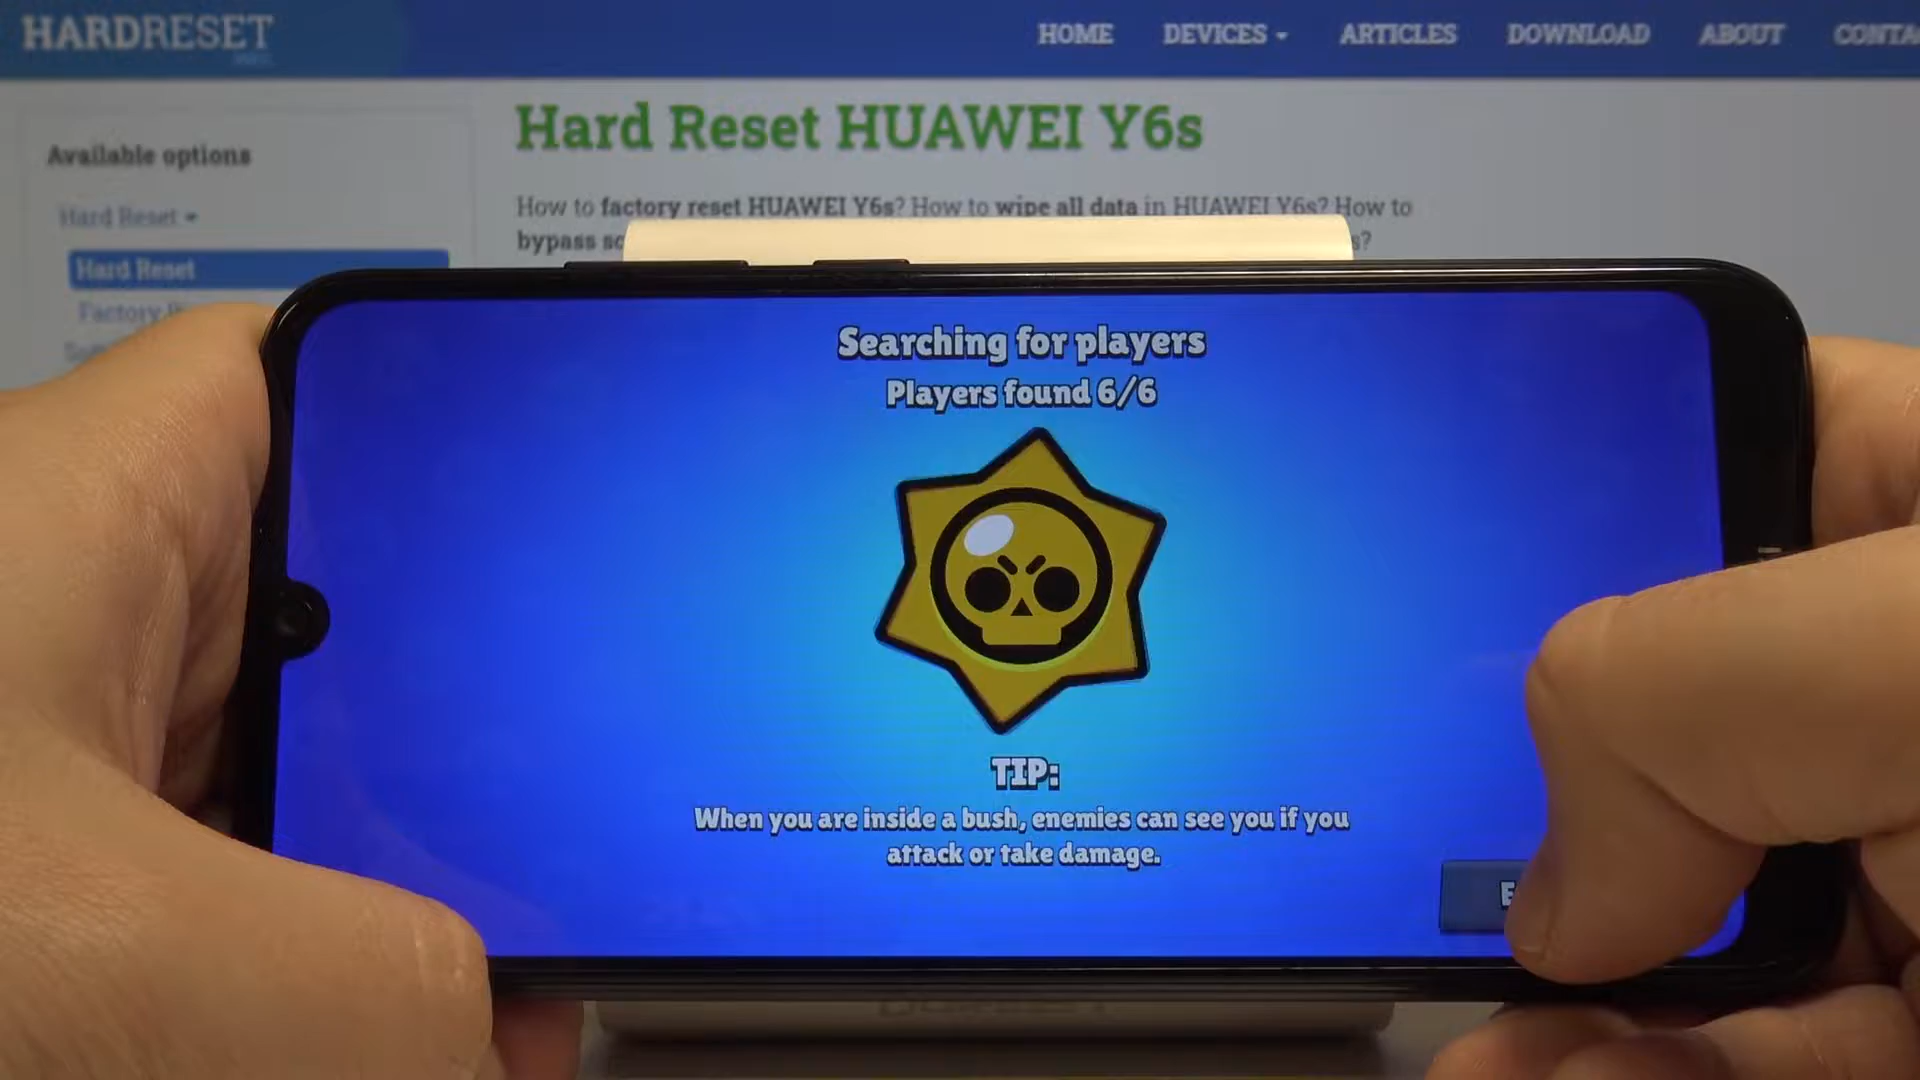 HARDRESET
HOME DEVICES ARTICLES DOWNLOAD ABOUT
Hard Reset HUAWEI Y6s
Available options
How to factory reset HUAWEI Y6s? How to wipe all data in HUAWEI Y6s? How to
Hard Reset
bypass
Hard Reset
Factory
Searching for players
Players found 6/6
TIP:
When you are inside a bush, enemies can see you if you
attack or take damage.